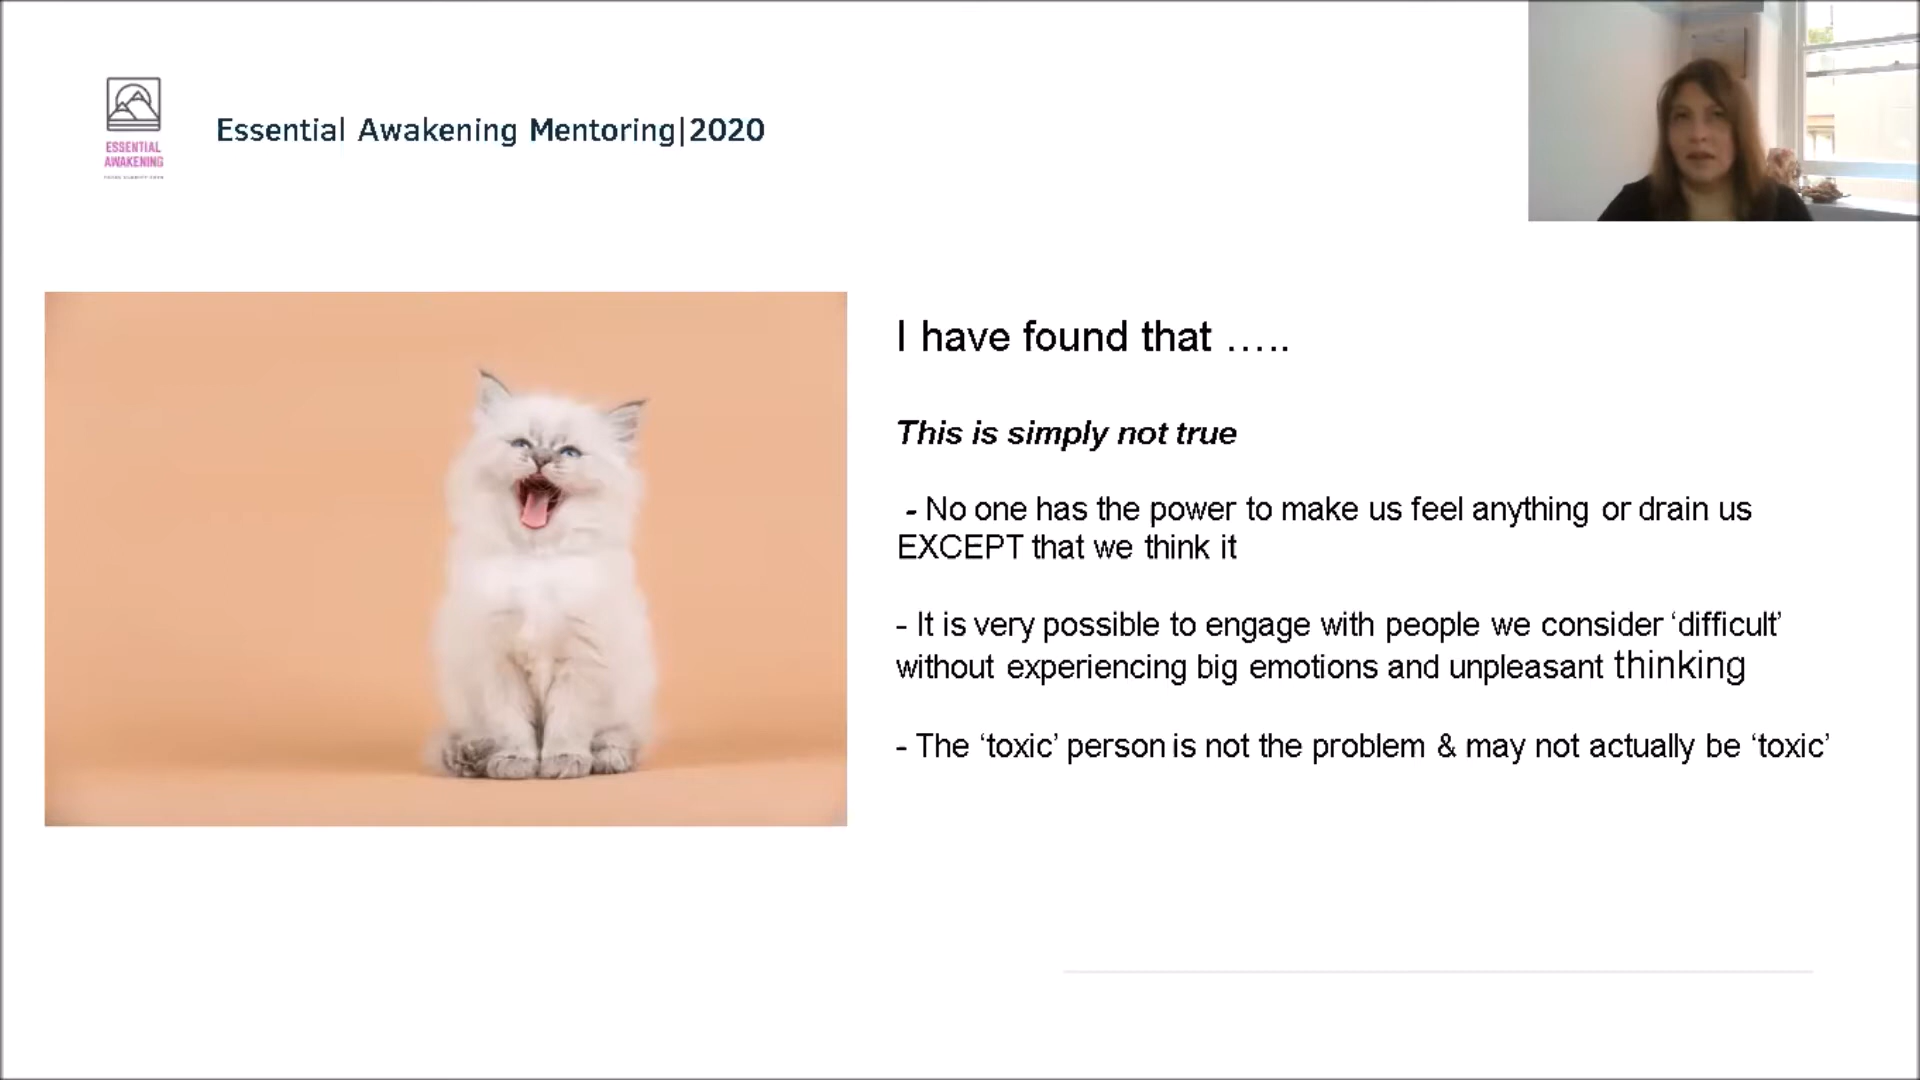 ESSENTIAL
AWAKENING
Essential Awakening Mentoring|2020
I have found that …..
This is simply not true
- No one has the power to make us feel anything or drain us
EXCEPT that we think it
- It is very possible to engage with people we consider ‘difficult’
without experiencing big emotions and unpleasant thinking
- The ‘toxic’ person is not the problem & may not actually be ‘toxic’